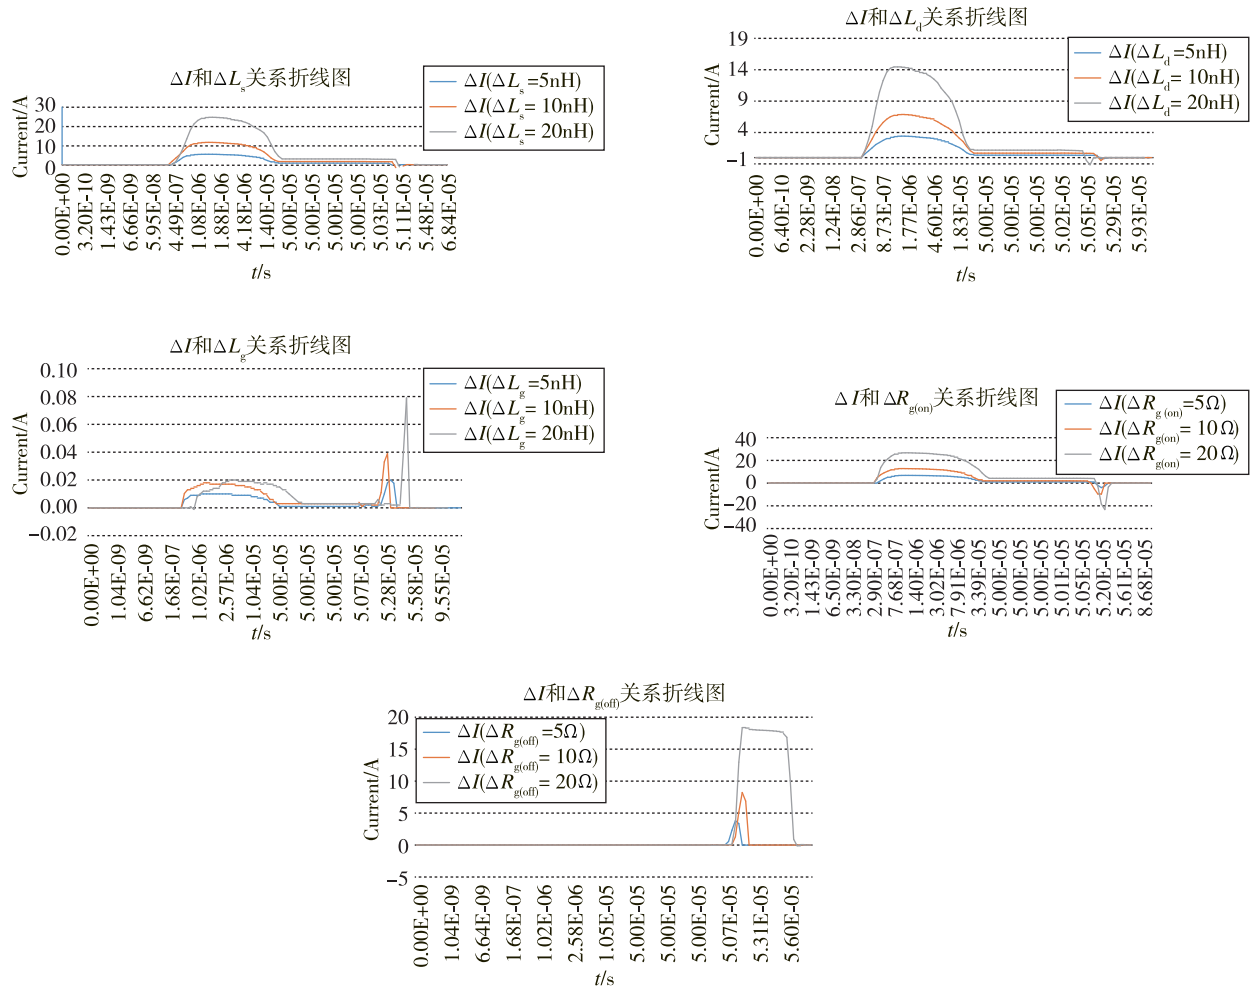 ΔI和ΔLs关系折线图
ΔI(ΔLs=5nH)
ΔI(ΔLs= 10nH)
ΔI(ΔLs= 20nH)
Current/A
30
20
10
0
0.00E+00
3.20E-10
1.43E-09
6.66E-09
5.95E-08
4.49E-07
1.08E-06
1.88E-06
4.18E-06
1.40E-05
5.00E-05
5.00E-05
5.00E-05
5.03E-05
5.11E-05
5.48E-05
6.84E-05
t/s
ΔI和ΔLd关系折线图
ΔI(ΔLd=5nH)
ΔI(ΔLd= 10nH)
ΔI(ΔLd= 20nH)
Current/A
19
14
9
4
−1
0.00E+00
6.40E-10
2.28E-09
1.24E-08
2.86E-07
8.73E-07
1.77E-06
4.60E-06
1.83E-05
5.00E-05
5.00E-05
5.00E-05
5.02E-05
5.05E-05
5.29E-05
5.93E-05
t/s
ΔI和ΔLg关系折线图
ΔI(ΔLg=5nH)
ΔI(ΔLg= 10nH)
ΔI(ΔLg= 20nH)
Current/A
0.10
0.08
0.06
0.04
0.02
0.00
−0.02
0.00E+00
1.04E-09
6.62E-09
1.68E-07
1.02E-06
2.57E-06
1.04E-05
5.00E-05
5.00E-05
5.07E-05
5.28E-05
5.58E-05
9.55E-05
t/s
ΔI和ΔRg(on)关系折线图
ΔI(ΔRg(on)=5Ω)
ΔI(ΔRg(on)= 10Ω)
ΔI(ΔRg(on)= 20Ω)
Current/A
40
20
0
−20
−40
0.00E+00
3.20E-10
1.43E-09
6.50E-09
3.30E-08
2.90E-07
7.68E-07
1.40E-06
3.02E-06
7.91E-06
3.39E-05
5.00E-05
5.00E-05
5.00E-05
5.01E-05
5.05E-05
5.20E-05
5.61E-05
8.68E-05
t/s
ΔI和ΔRg(off)关系折线图
ΔI(ΔRg(off)=5Ω)
ΔI(ΔRg(off)= 10Ω)
ΔI(ΔRg(off)= 20Ω)
Current/A
20
15
10
5
0
−5
0.00E+00
1.04E-09
6.64E-09
1.68E-07
1.02E-06
2.58E-06
1.05E-05
5.00E-05
5.00E-05
5.00E-05
5.07E-05
5.31E-05
5.60E-05
t/s